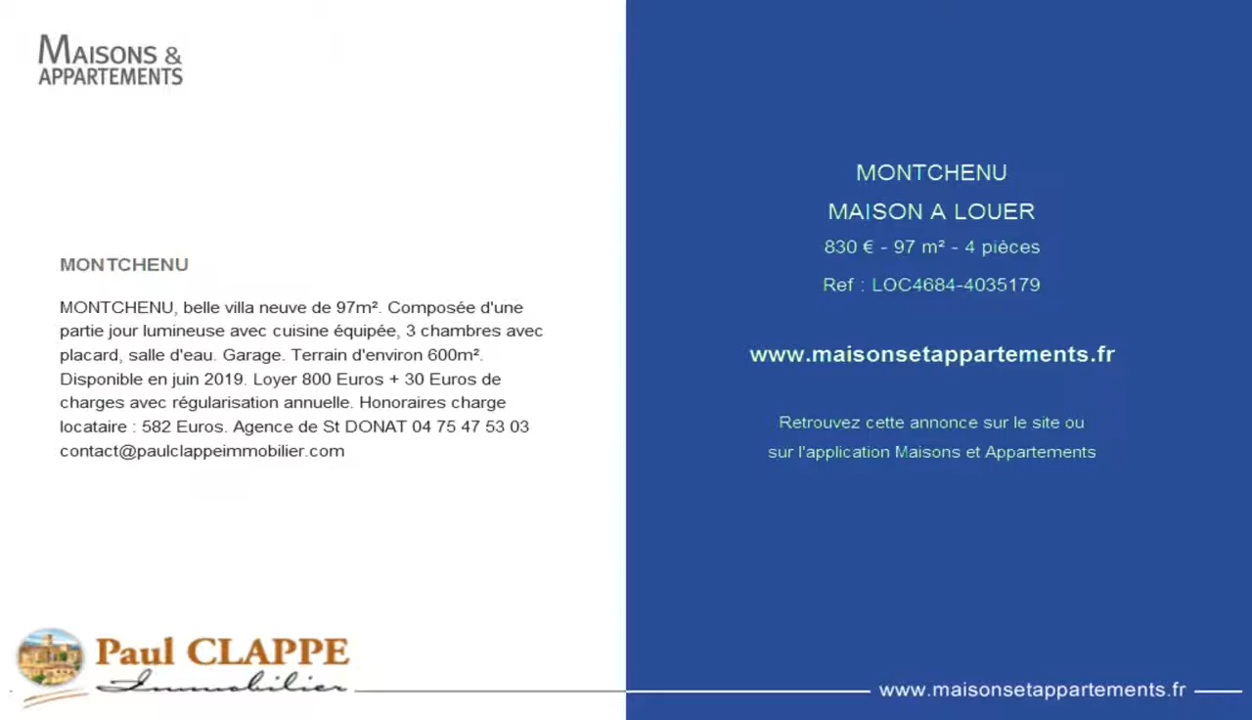 MAISONS &
APPARTEMENTS
MONTCHENU
MONTCHENU, belle villa neuve de 97m². Composée d'une
partie jour lumineuse avec cuisine équipée, 3 chambres avec
placard, salle d'eau. Garage. Terrain d'environ 600m².
Disponible en juin 2019. Loyer 800 Euros + 30 Euros de
charges avec régularisation annuelle. Honoraires charge
locataire : 582 Euros. Agence de St DONAT 04 75 47 53 03
contact@paulclappeimmobilier.com
Paul CLAPPE
Immobilier
MONTCHENU
MAISON A LOUER
830 € - 97 m² - 4 pièces
Ref : LOC4684-4035179
www.maisonsetappartements.fr
Retrouvez cette annonce sur le site ou
sur l'application Maisons et Appartements
www.maisonsetappartements.fr